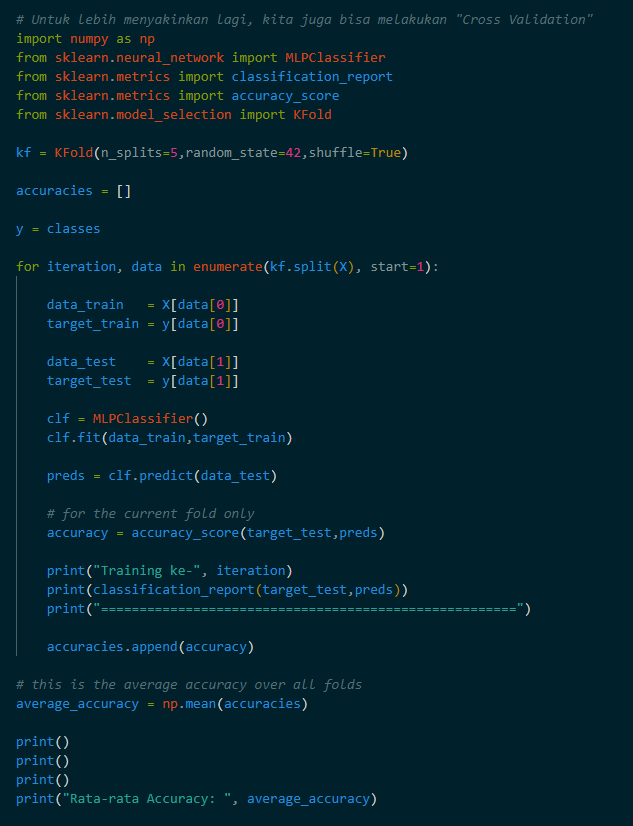 # Untuk lebih menyakinkan lagi, kita juga bisa melakukan "Cross Validation"
import numpy as np
from sklearn.neural_network import MLPClassifier
from sklearn.metrics import classification_report
from sklearn.metrics import accuracy_score
from sklearn.model_selection import KFold

kf = KFold(n_splits=5,random_state=42,shuffle=True)

accuracies = []

y = classes

for iteration, data in enumerate(kf.split(X), start=1):

    data_train   = X[data[0]]
    target_train = y[data[0]]

    data_test    = X[data[1]]
    target_test  = y[data[1]]

    clf = MLPClassifier()
    clf.fit(data_train,target_train)

    preds = clf.predict(data_test)

    # for the current fold only
    accuracy = accuracy_score(target_test,preds)

    print("Training ke-", iteration)
    print(classification_report(target_test,preds))
    print("======================================================")

    accuracies.append(accuracy)

# this is the average accuracy over all folds
average_accuracy = np.mean(accuracies)

print()
print()
print()
print("Rata-rata Accuracy: ", average_accuracy)